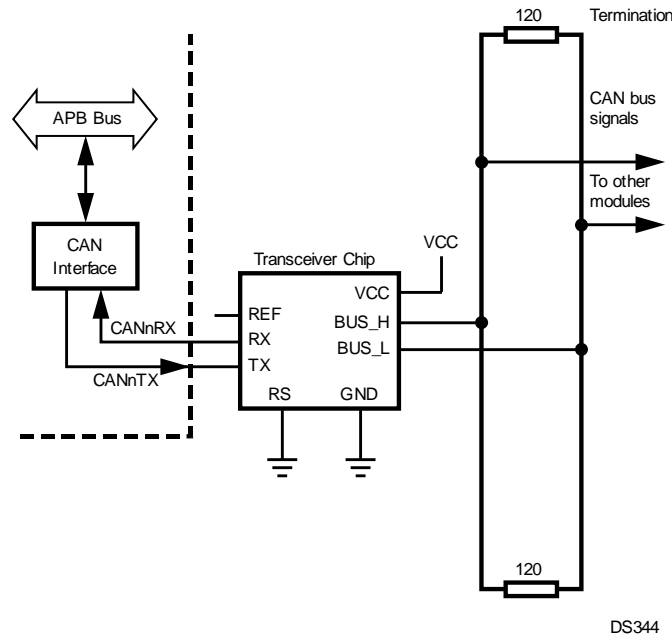 120
Termination
CAN bus
signals
To other
modules
APB Bus
CAN
Interface
CANnRX
CANnTX
Transceiver Chip
VCC
VCC
REF
BUS_H
RX
BUS_L
TX
RS
GND
120
DS344